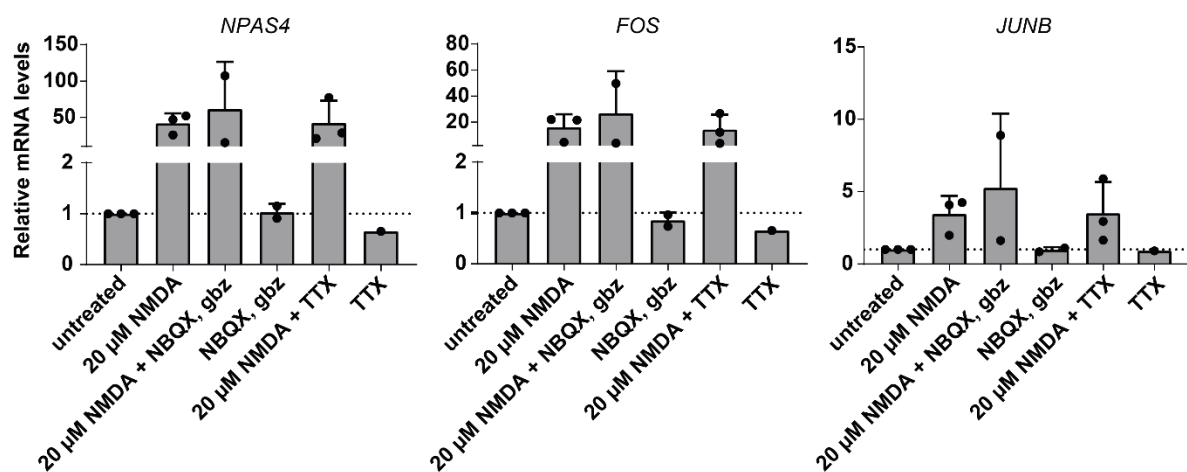 NPAS4
Relative mRNA levels
150
100
50
2
1
0
untreated
20 µM NMDA
20 µM NMDA + NBQX, gbz
NBQX, gbz
20 µM NMDA + TTX
TTX
FOS
80
60
40
20
2
1
0
untreated
20 µM NMDA
20 µM NMDA + NBQX, gbz
NBQX, gbz
20 µM NMDA + TTX
TTX
JUNB
15
10
5
0
untreated
20 µM NMDA
20 µM NMDA + NBQX, gbz
NBQX, gbz
20 µM NMDA + TTX
TTX